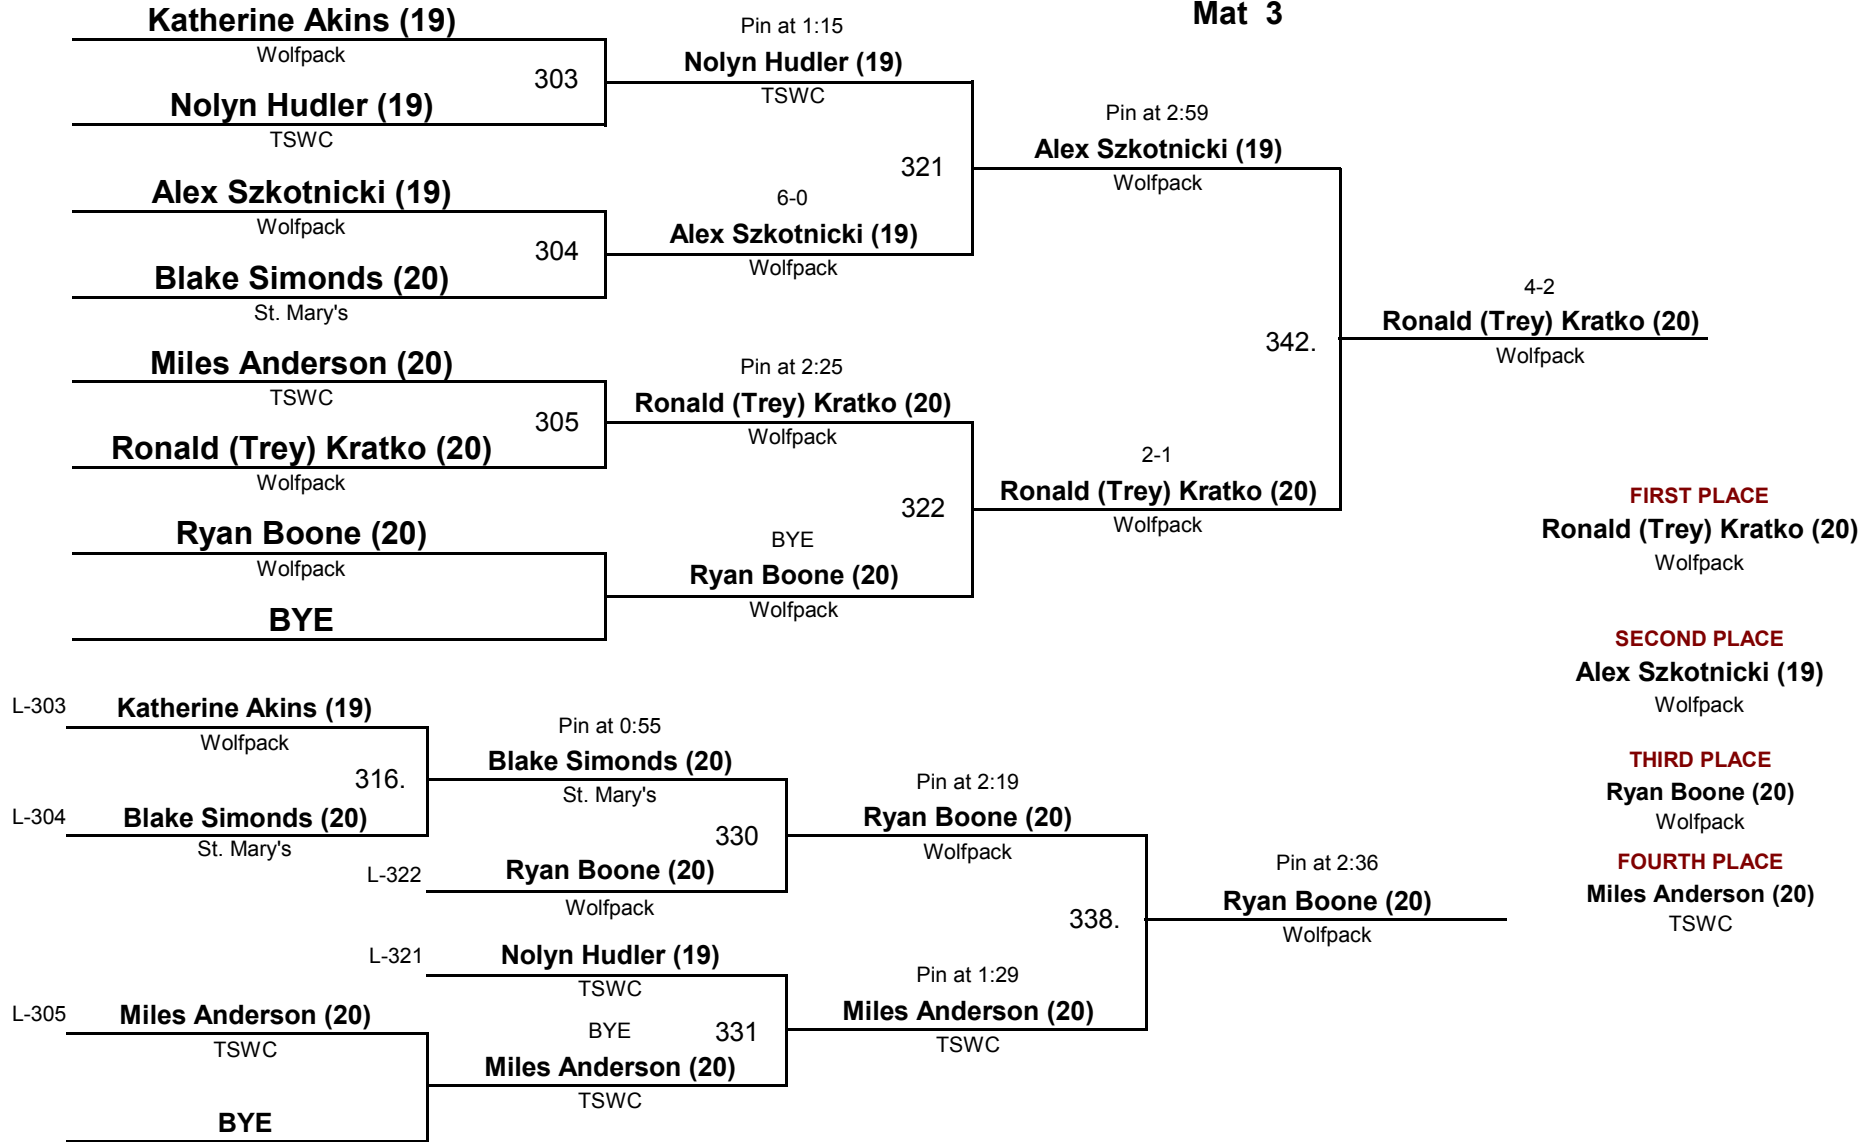 Mat 3
Katherine Akins (19)
Wolfpack
303
Nolyn Hudler (19)
TSWC
Alex Szkotnicki (19)
Wolfpack
304
Blake Simonds (20)
St. Mary's
Miles Anderson (20)
TSWC
305
Ronald (Trey) Kratko (20)
Wolfpack
Ryan Boone (20)
Wolfpack
BYE
Pin at 1:15
Nolyn Hudler (19)
TSWC
321
6-0
Alex Szkotnicki (19)
Wolfpack
Pin at 2:25
Ronald (Trey) Kratko (20)
Wolfpack
322
BYE
Ryan Boone (20)
Wolfpack
Pin at 2:59
Alex Szkotnicki (19)
Wolfpack
342.
2-1
Ronald (Trey) Kratko (20)
Wolfpack
4-2
Ronald (Trey) Kratko (20)
Wolfpack
L-303
Katherine Akins (19)
Wolfpack
316.
L-304
Blake Simonds (20)
St. Mary's
L-305
Miles Anderson (20)
TSWC
BYE
Pin at 0:55
Blake Simonds (20)
St. Mary's
330
L-322
Ryan Boone (20)
Wolfpack
L-321
Nolyn Hudler (19)
TSWC
BYE
331
Miles Anderson (20)
TSWC
Pin at 2:19
Ryan Boone (20)
Wolfpack
338.
Pin at 1:29
Miles Anderson (20)
TSWC
Pin at 2:36
Ryan Boone (20)
Wolfpack
FIRST PLACE
Ronald (Trey) Kratko (20)
Wolfpack
SECOND PLACE
Alex Szkotnicki (19)
Wolfpack
THIRD PLACE
Ryan Boone (20)
Wolfpack
FOURTH PLACE
Miles Anderson (20)
TSWC